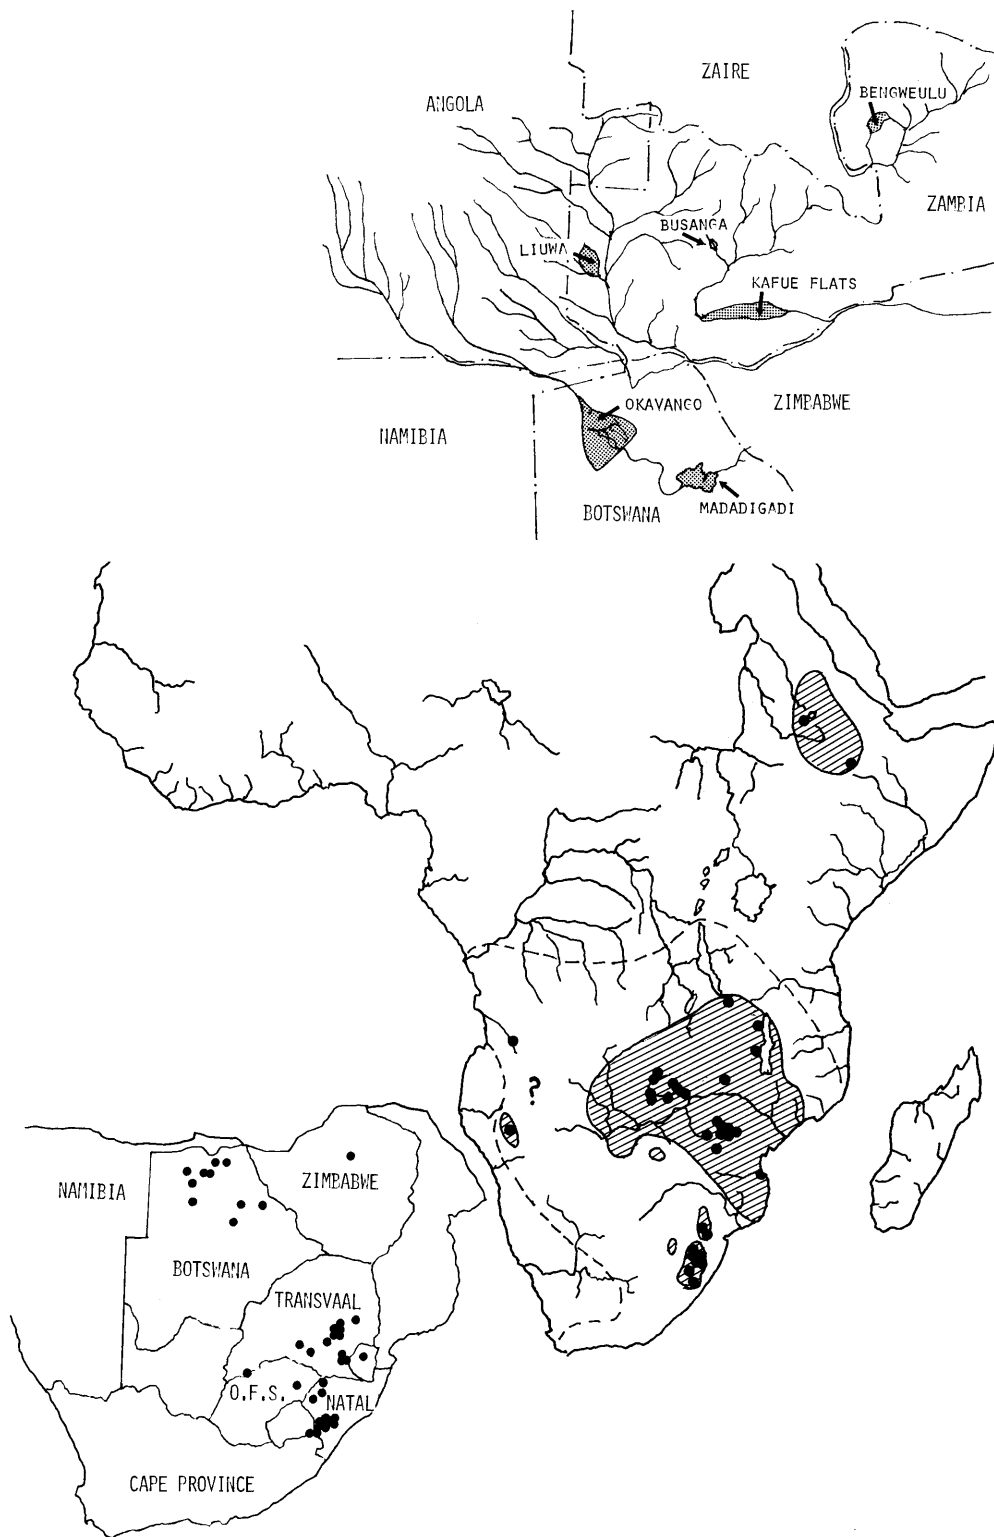 ZAIRE
BENGWEULU
ANGOLA
ZAMBIA
BUSANGA
LIUWA
KAFUE FLATS
OKAVANGO
ZIMBABWE
NAMIBIA
MADADIGADI
BOTSWANA
?
ZIMBABWE
NAMIBIA
BOTSWANA
TRANSVAAL
O.F.S.
NATAL
CAPE PROVINCE